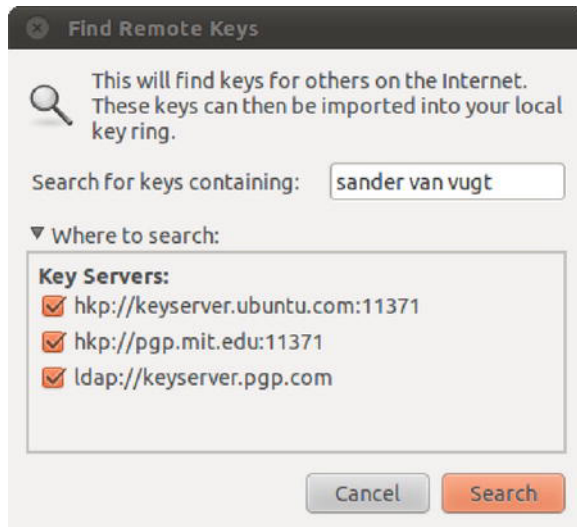 Find Remote Keys
This will find keys for others on the Internet.
These keys can then be imported into your local
key ring.
Search for keys containing: sander van vugt
Where to search:
Key Servers:
hkp://keyserver.ubuntu.com:11371
hkp://pgp.mit.edu:11371
ldap://keyserver.pgp.com
Cancel Search